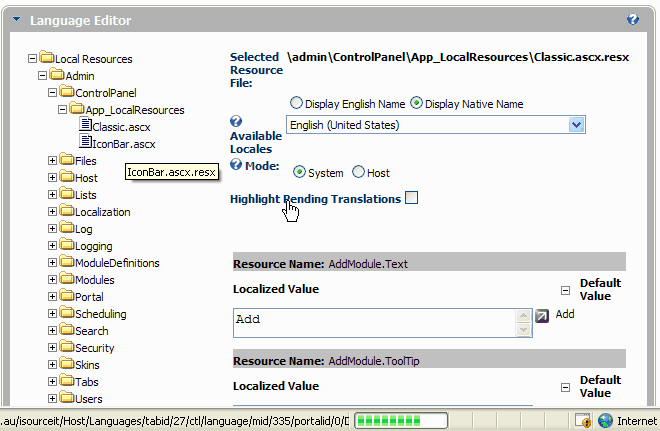 Language Editor
Local Resources
Admin
ControlPanel
App_LocalResources
Classic.ascx
IconBar.ascx
Files
IconBar.ascx.resx
Host
Lists
Localization
Log
Logging
ModuleDefinitions
Modules
Portal
Scheduling
Search
Security
Skins
Tabs
Users
Selected Resource File:
\admin\ControlPanel\App_LocalResources\Classic.ascx.resx
Display English Name Display Native Name
Available Locales
English (United States)
Mode:
System Host
Highlight Pending Translations
Resource Name: AddModule.Text
Localized Value Default Value
Add Add
Resource Name: AddModule.ToolTip
Localized Value Default Value
.au/isourceit/Host/Languages/tabid/27/ctl/language/mid/335/portalid/0/D Internet